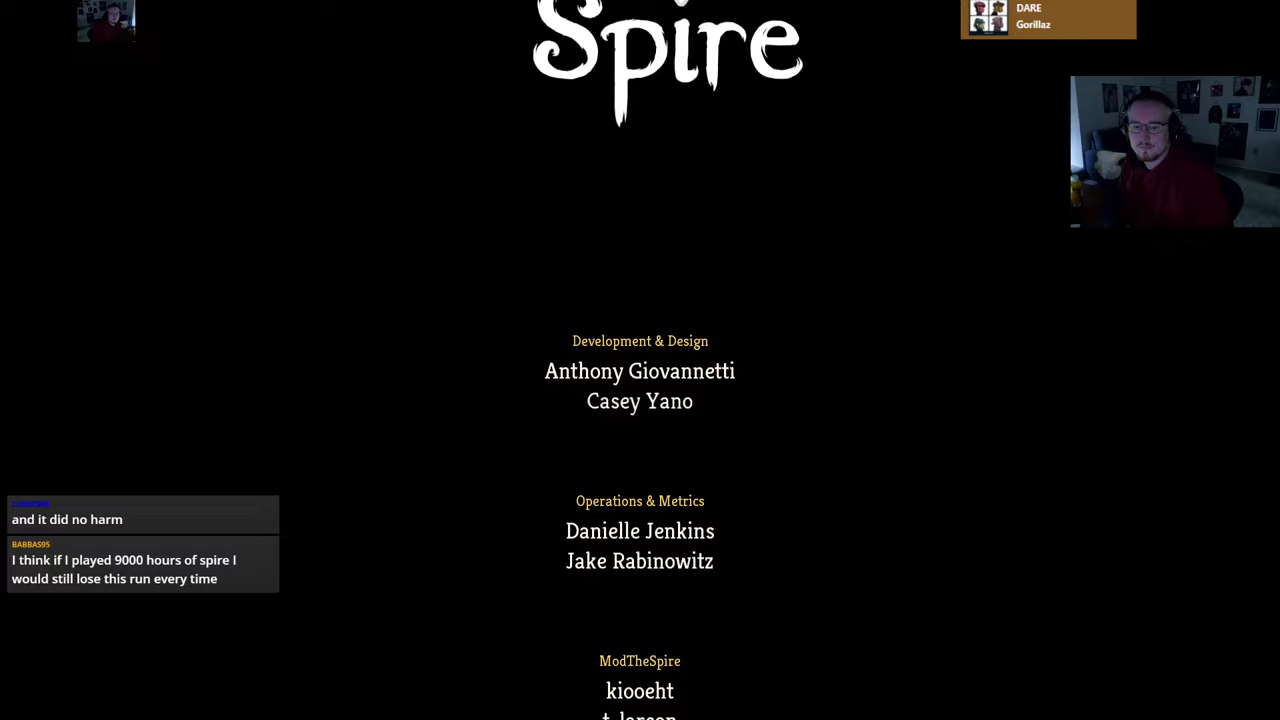 Spire
DARE
Gorillaz
Development & Design
Anthony Giovannetti
Casey Yano
Operations & Metrics
Danielle Jenkins
Jake Rabinowitz
and it did no harm
BABBAS95
I think if I played 9000 hours of spire I
would still lose this run every time
ModTheSpire
kiooeht